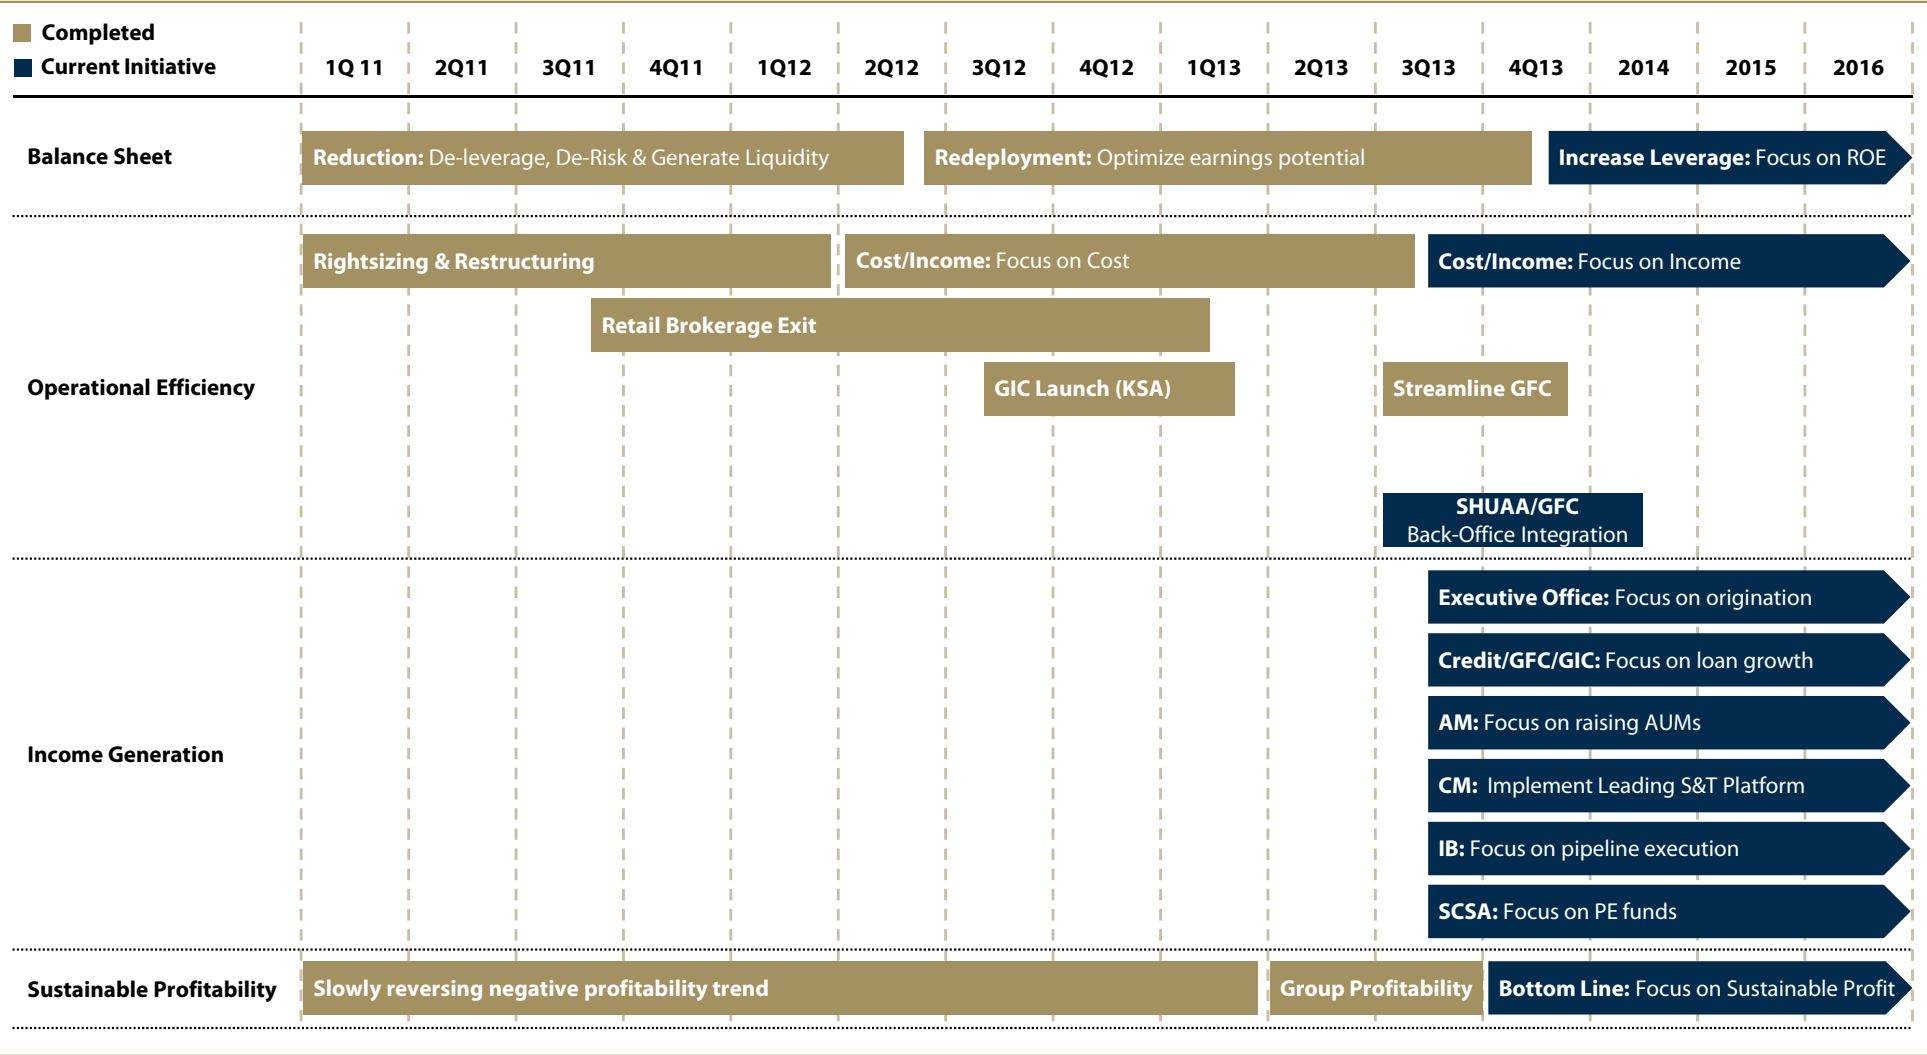 Completed
Current Initiative
1Q 11 2Q11 3Q11 4Q11 1Q12 2Q12 3Q12 4Q12 1Q13 2Q13 3Q13 4Q13 2014 2015 2016
Balance Sheet
Reduction: De-leverage, De-Risk & Generate Liquidity
Redeployment: Optimize earnings potential
Increase Leverage: Focus on ROE
Operational Efficiency
Rightsizing & Restructuring
Cost/Income: Focus on Cost
Cost/Income: Focus on Income
Retail Brokerage Exit
GIC Launch (KSA)
Streamline GFC
SHUAA/GFC
Back-Office Integration
Income Generation
Executive Office: Focus on origination
Credit/GFC/GIC: Focus on loan growth
AM: Focus on raising AUMs
CM: Implement Leading S&T Platform
IB: Focus on pipeline execution
SCSA: Focus on PE funds
Sustainable Profitability
Slowly reversing negative profitability trend
Group Profitability
Bottom Line: Focus on Sustainable Profit